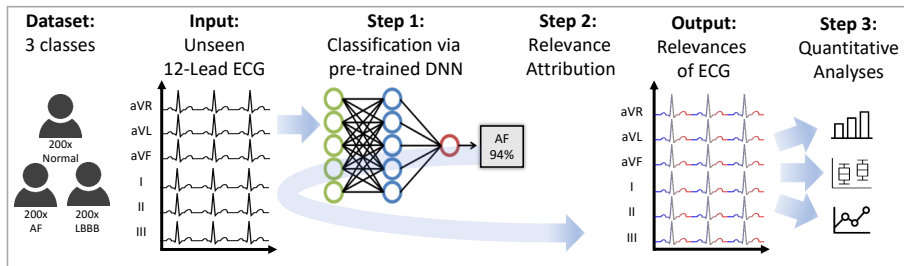 Dataset:
3 classes
200x
Normal
200x
AF
200x
LBBB
Input:
Unseen
12-Lead ECG
aVR
aVL
aVF
I
II
III
Step 1:
Classification via
pre-trained DNN
AF
94%
Step 2:
Relevance
Attribution
Output:
Relevances
of ECG
aVR
aVL
aVF
I
II
III
Step 3:
Quantitative
Analyses